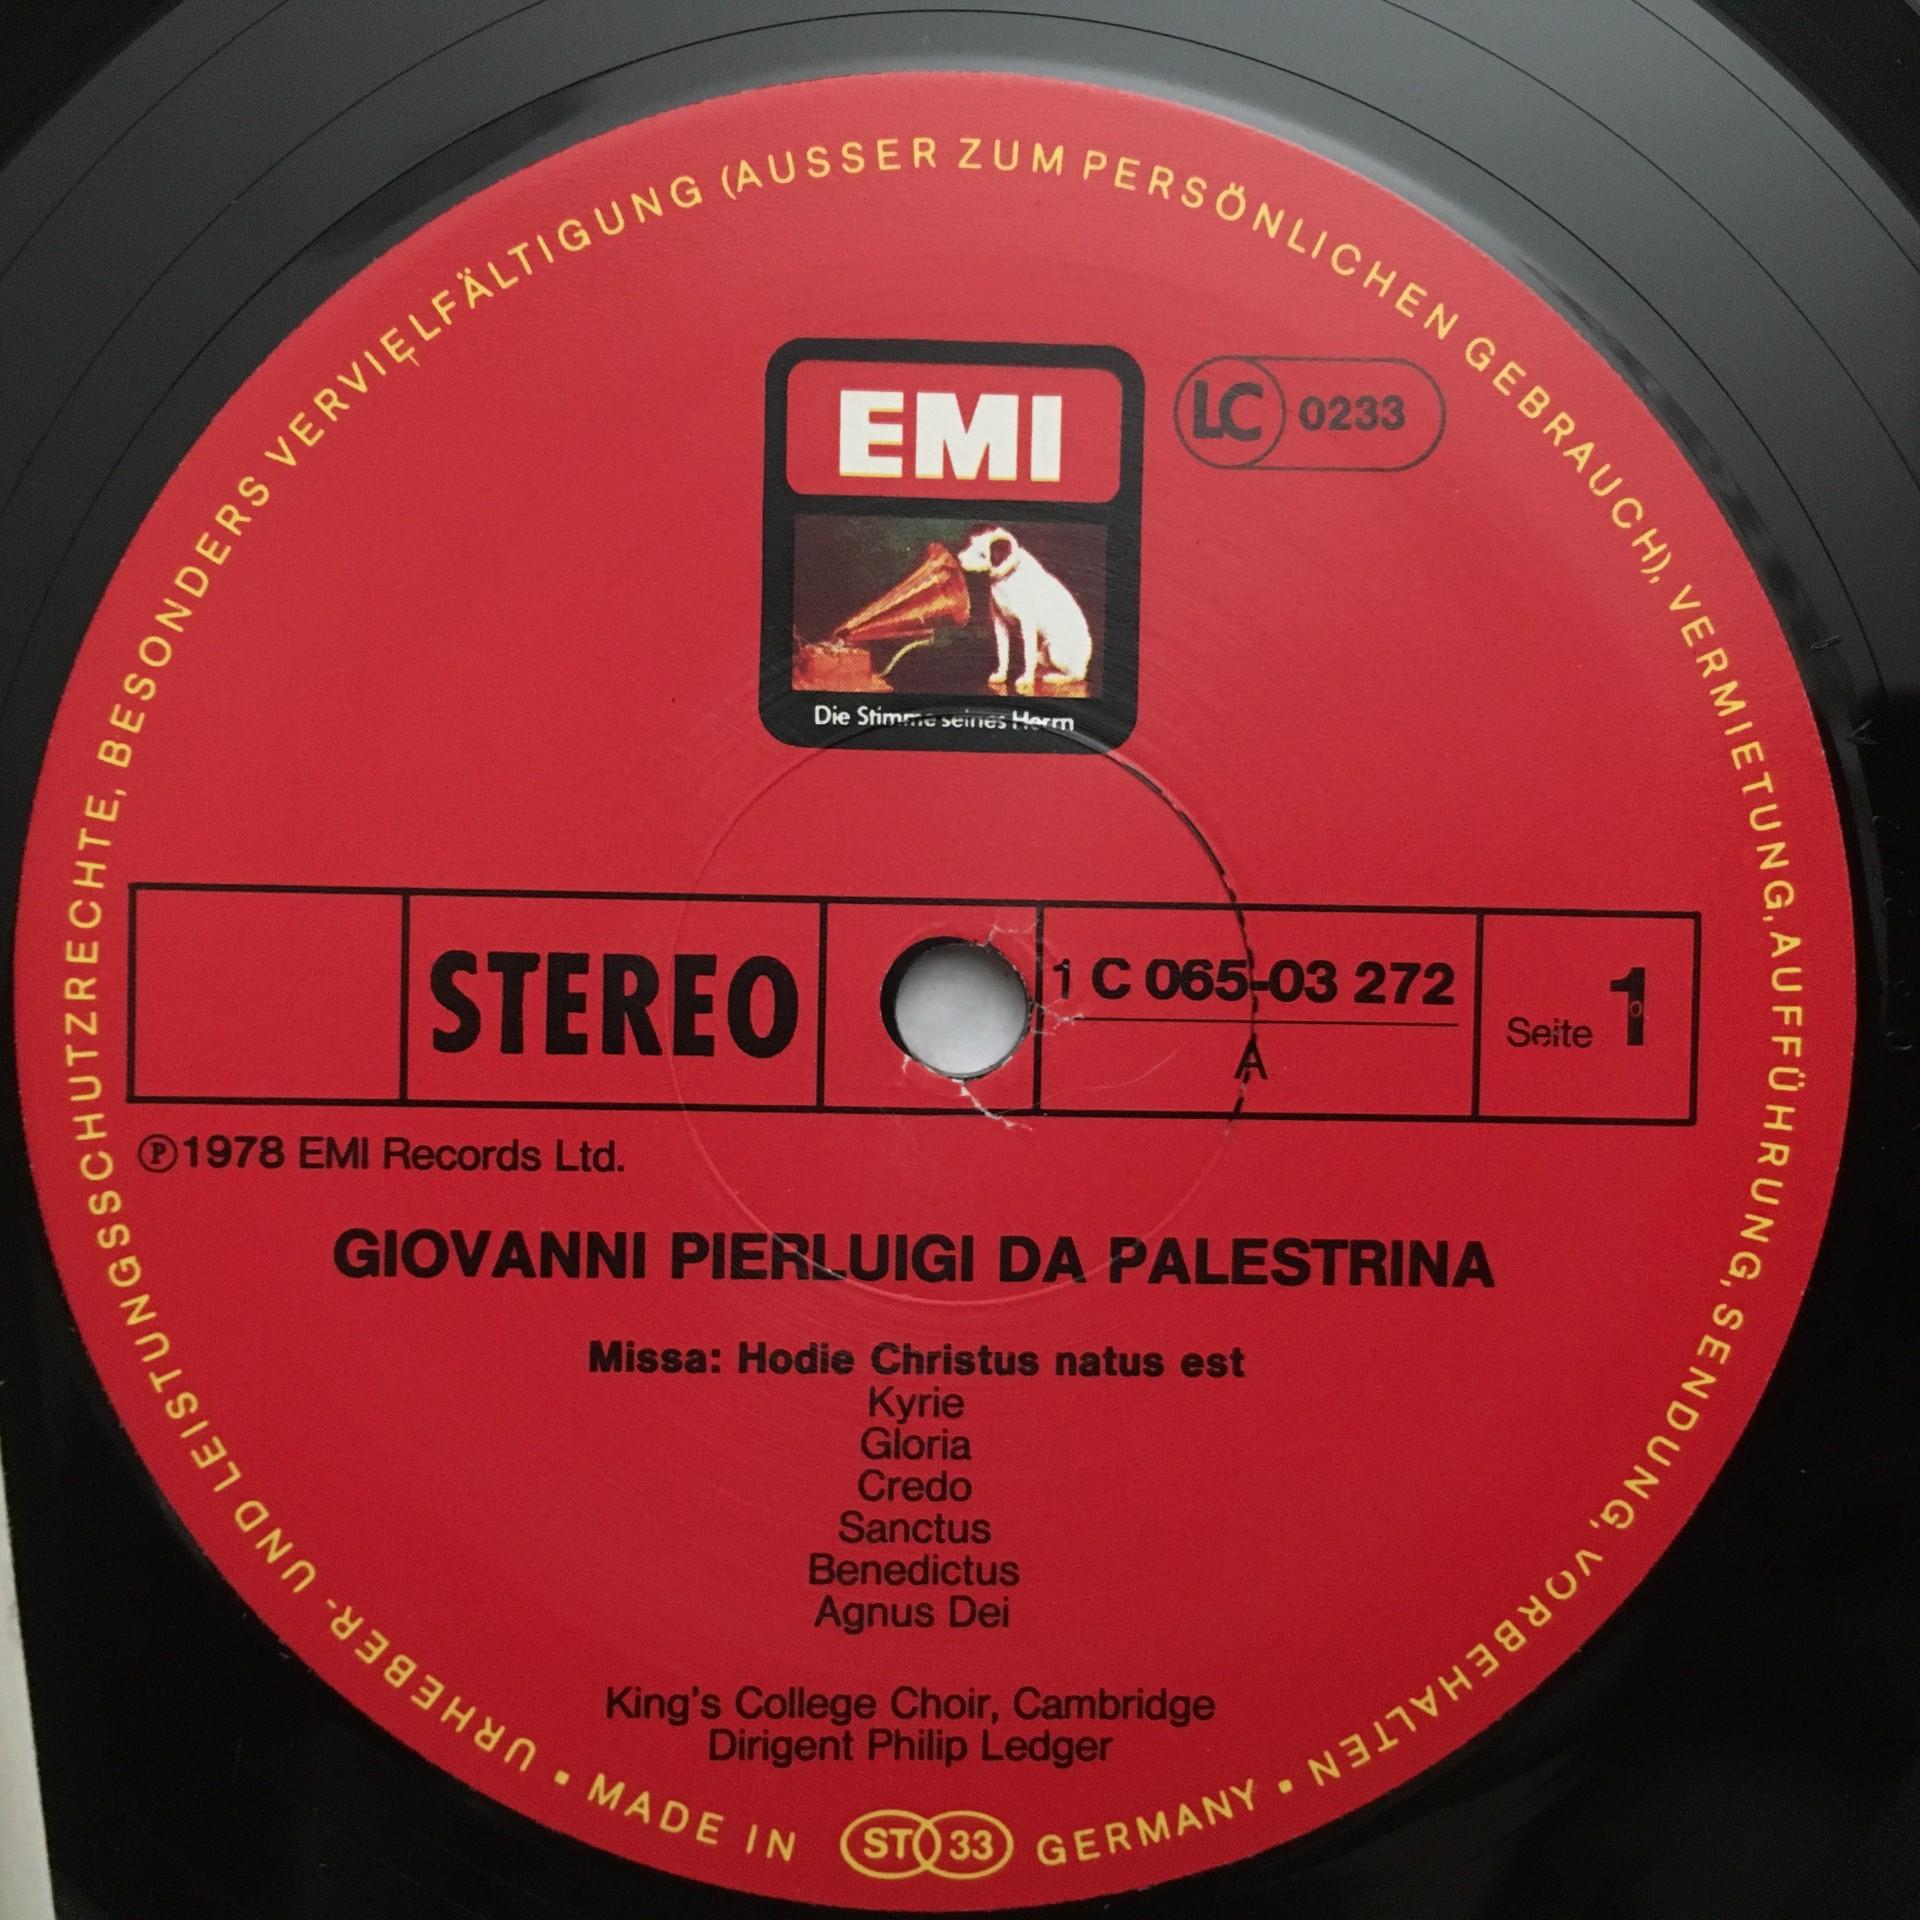 URHEBER- UND LEISTUNGSSCHUTZRECHTE, BESONDERS VERVIELFÄLTIGUNG (AUSSER ZUM PERSÖNLICHEN GEBRAUCH), VERMIETUNG, AUFFÜHRUNG, SENDUNG, VORBEHALTEN •
EMI
LC 0233
Die Stimme seines Herrn
STEREO
1 C 065-03 272
A
Seite 1
℗ 1978 EMI Records Ltd.
GIOVANNI PIERLUIGI DA PALESTRINA
Missa: Hodie Christus natus est
Kyrie
Gloria
Credo
Sanctus
Benedictus
Agnus Dei
King's College Choir, Cambridge
Dirigent Philip Ledger
• MADE IN ST 33 GERMANY